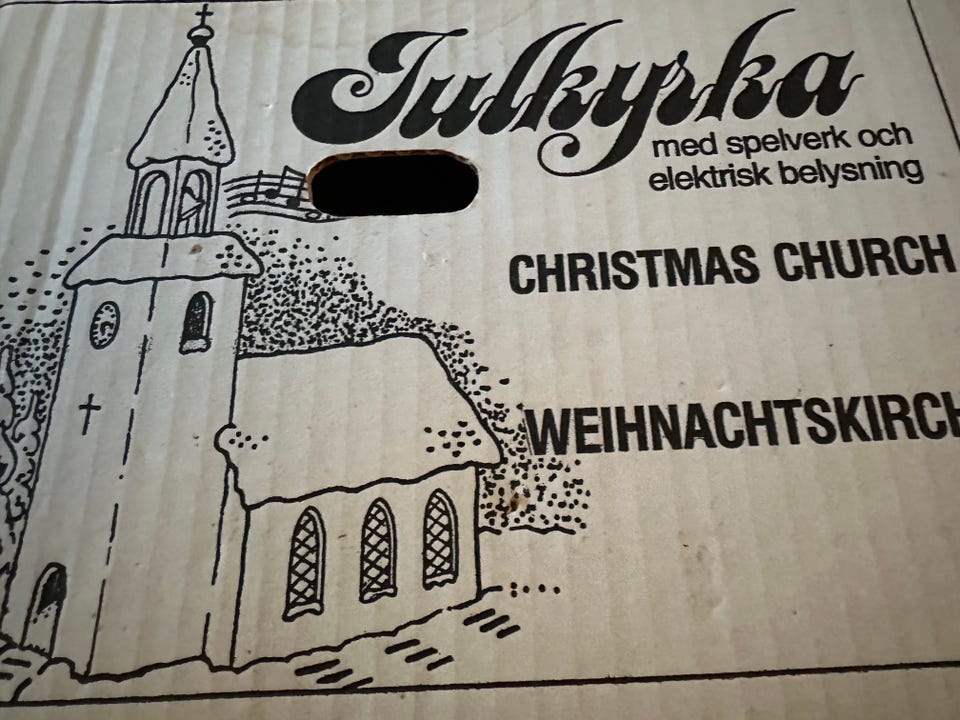 Julkyrka
med spelverk och
elektrisk belysning
CHRISTMAS CHURCH
WEIHNACHTSKIRCH